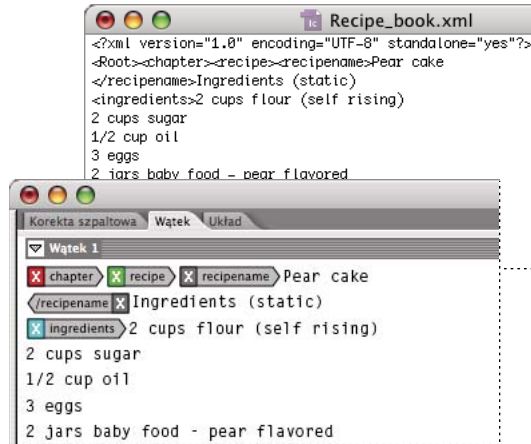 Recipe_book.xml
<?xml version="1.0" encoding="UTF-8" standalone="yes"?>
<Root><chapter><recipe><recipename>Pear cake
</recipename>Ingredients (static)
<ingredients>2 cups flour (self rising)
2 cups sugar
1/2 cup oil
3 eggs
2 jars baby food – pear flavored
Korekta szpaltowa Wątek Układ
Wątek 1
chapter recipe recipename Pear cake
/recipename Ingredients (static)
ingredients 2 cups flour (self rising)
2 cups sugar
1/2 cup oil
3 eggs
2 jars baby food - pear flavored